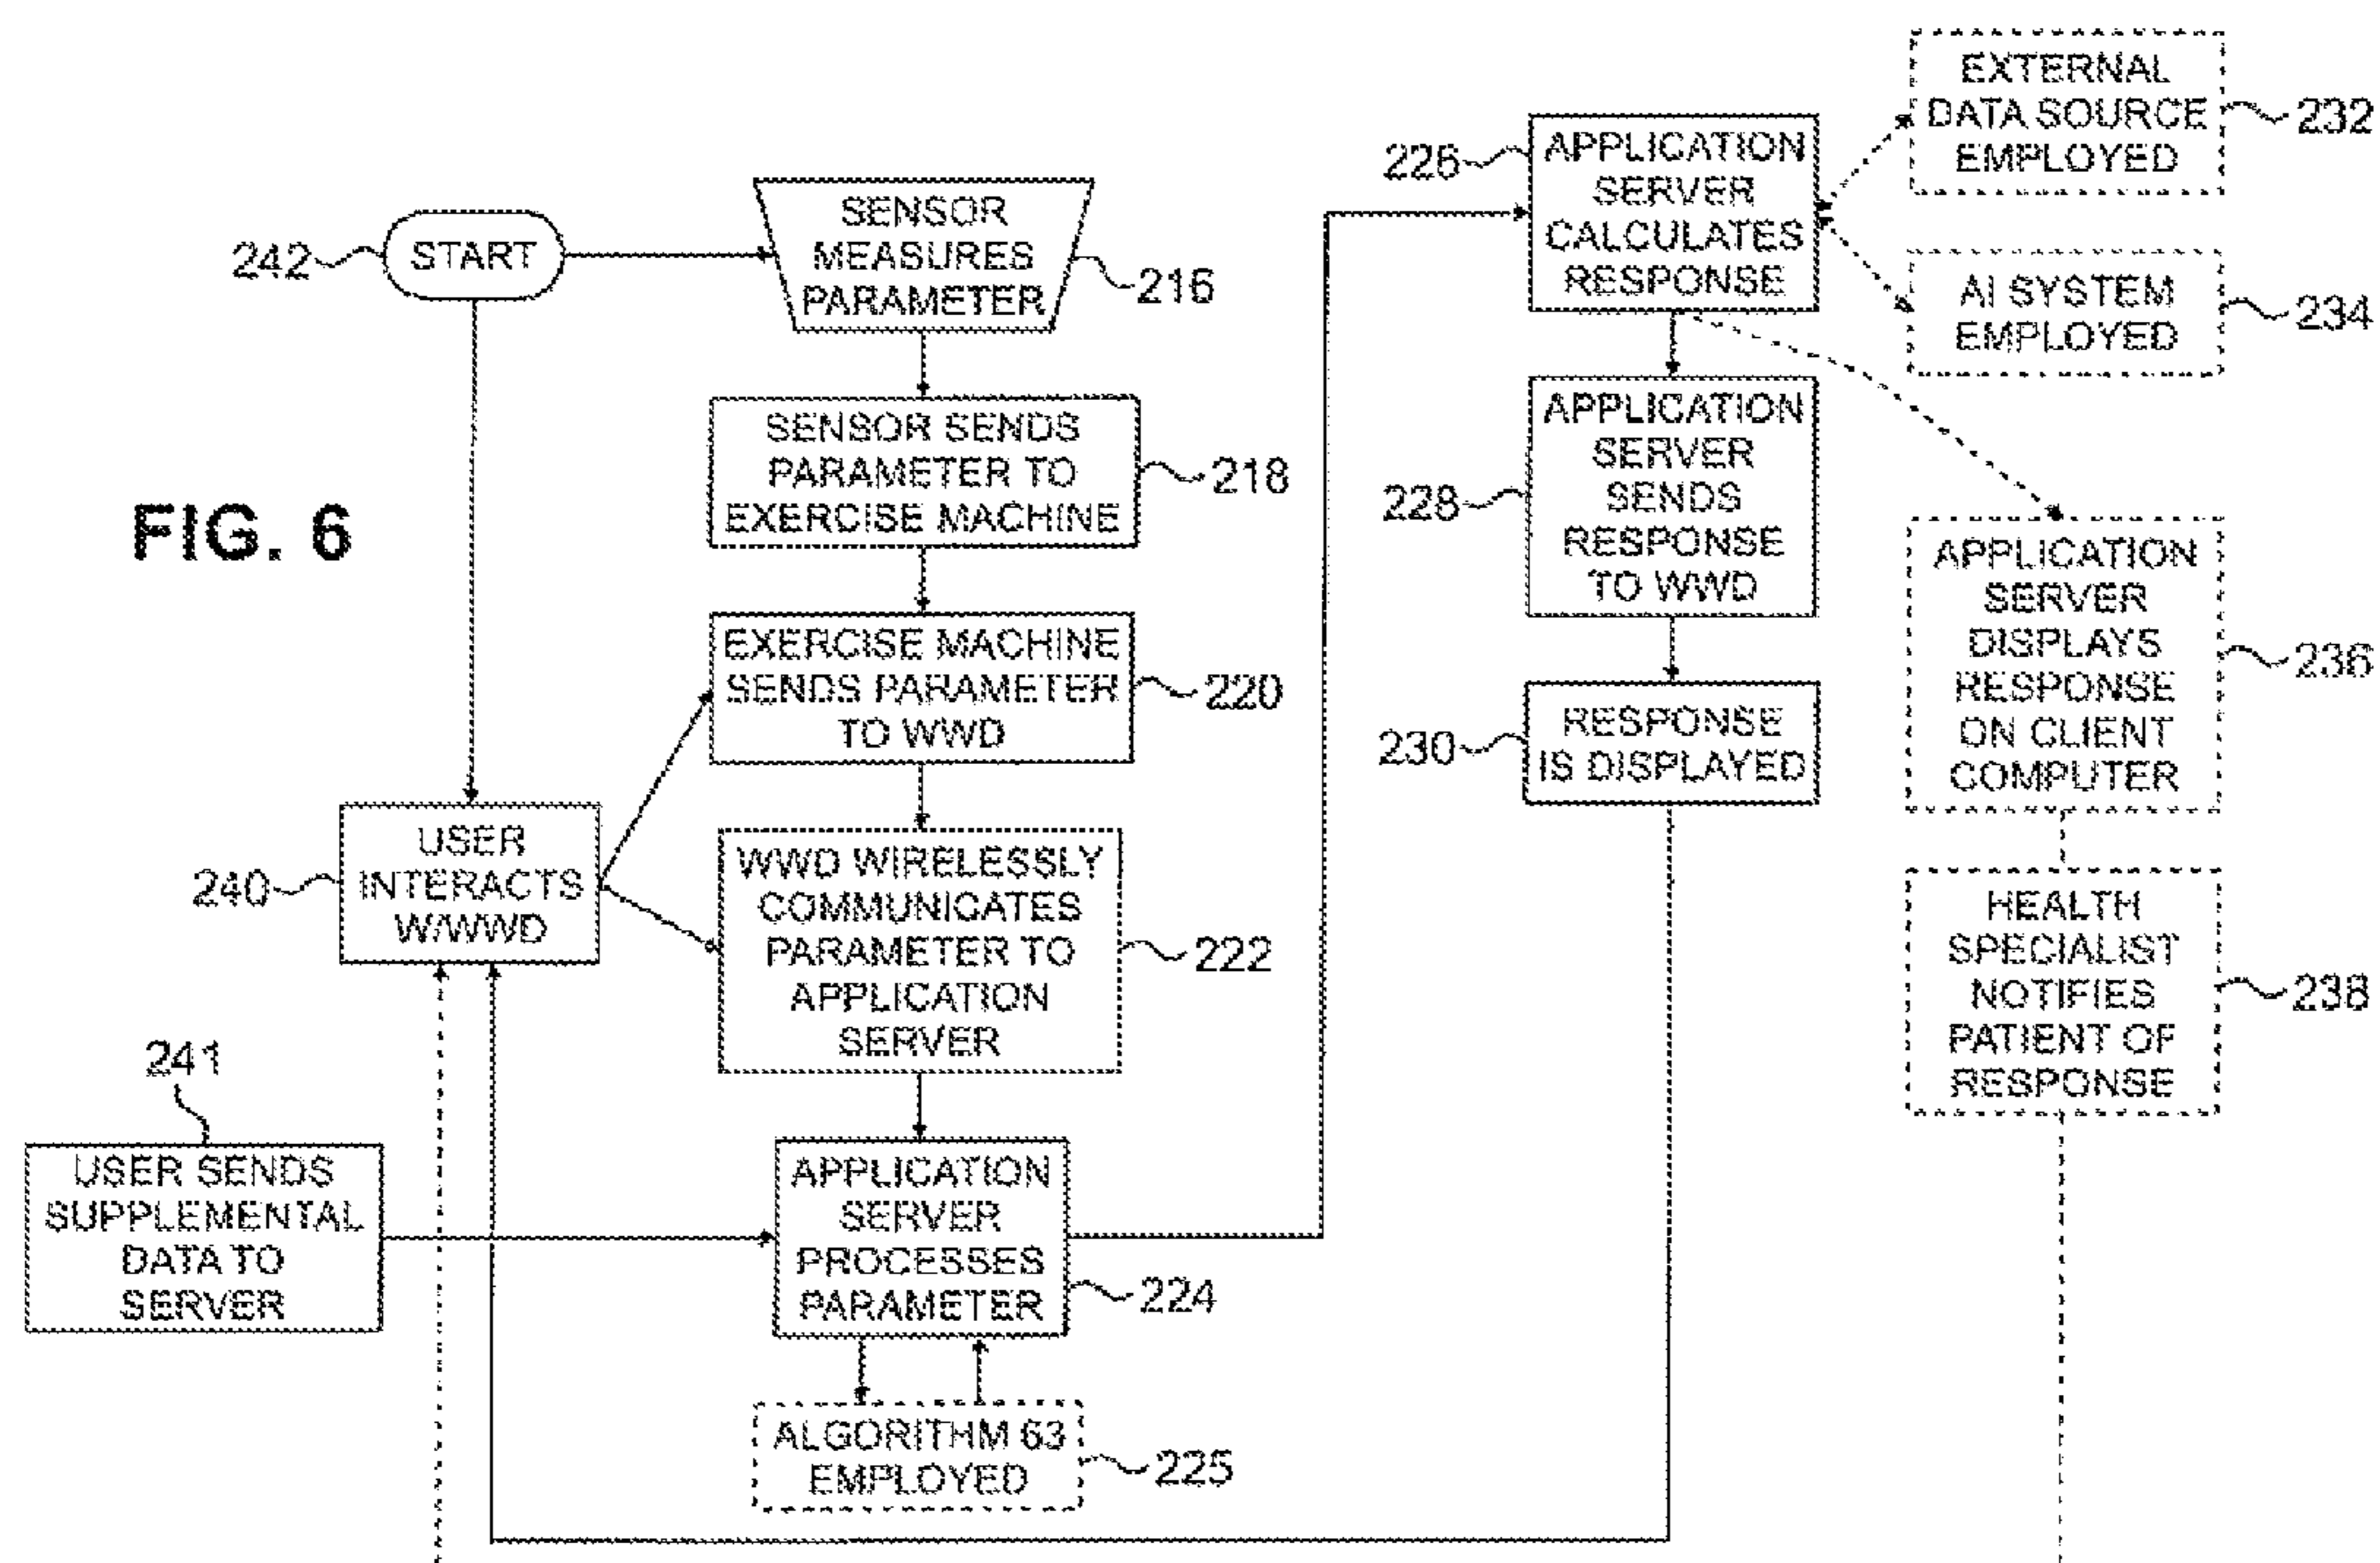 FIG. 6
242
START
SENSOR
MEASURES
PARAMETER
216
SENSOR SENDS
PARAMETER TO
EXERCISE MACHINE
218
EXERCISE MACHINE
SENDS PARAMETER
TO WWD
220
USER
INTERACTS
W/WWD
240
WWD WIRELESSLY
COMMUNICATES
PARAMETER TO
APPLICATION
SERVER
222
241
USER SENDS
SUPPLEMENTAL
DATA TO
SERVER
APPLICATION
SERVER
PROCESSES
PARAMETER
224
ALGORITHM 63
EMPLOYED
225
226
APPLICATION
SERVER
CALCULATES
RESPONSE
228
APPLICATION
SERVER
SENDS
RESPONSE
TO WWD
230
RESPONSE
IS DISPLAYED
EXTERNAL
DATA SOURCE
EMPLOYED
232
AI SYSTEM
EMPLOYED
234
APPLICATION
SERVER
DISPLAYS
RESPONSE
ON CLIENT
COMPUTER
236
HEALTH
SPECIALIST
NOTIFIES
PATIENT OF
RESPONSE
238